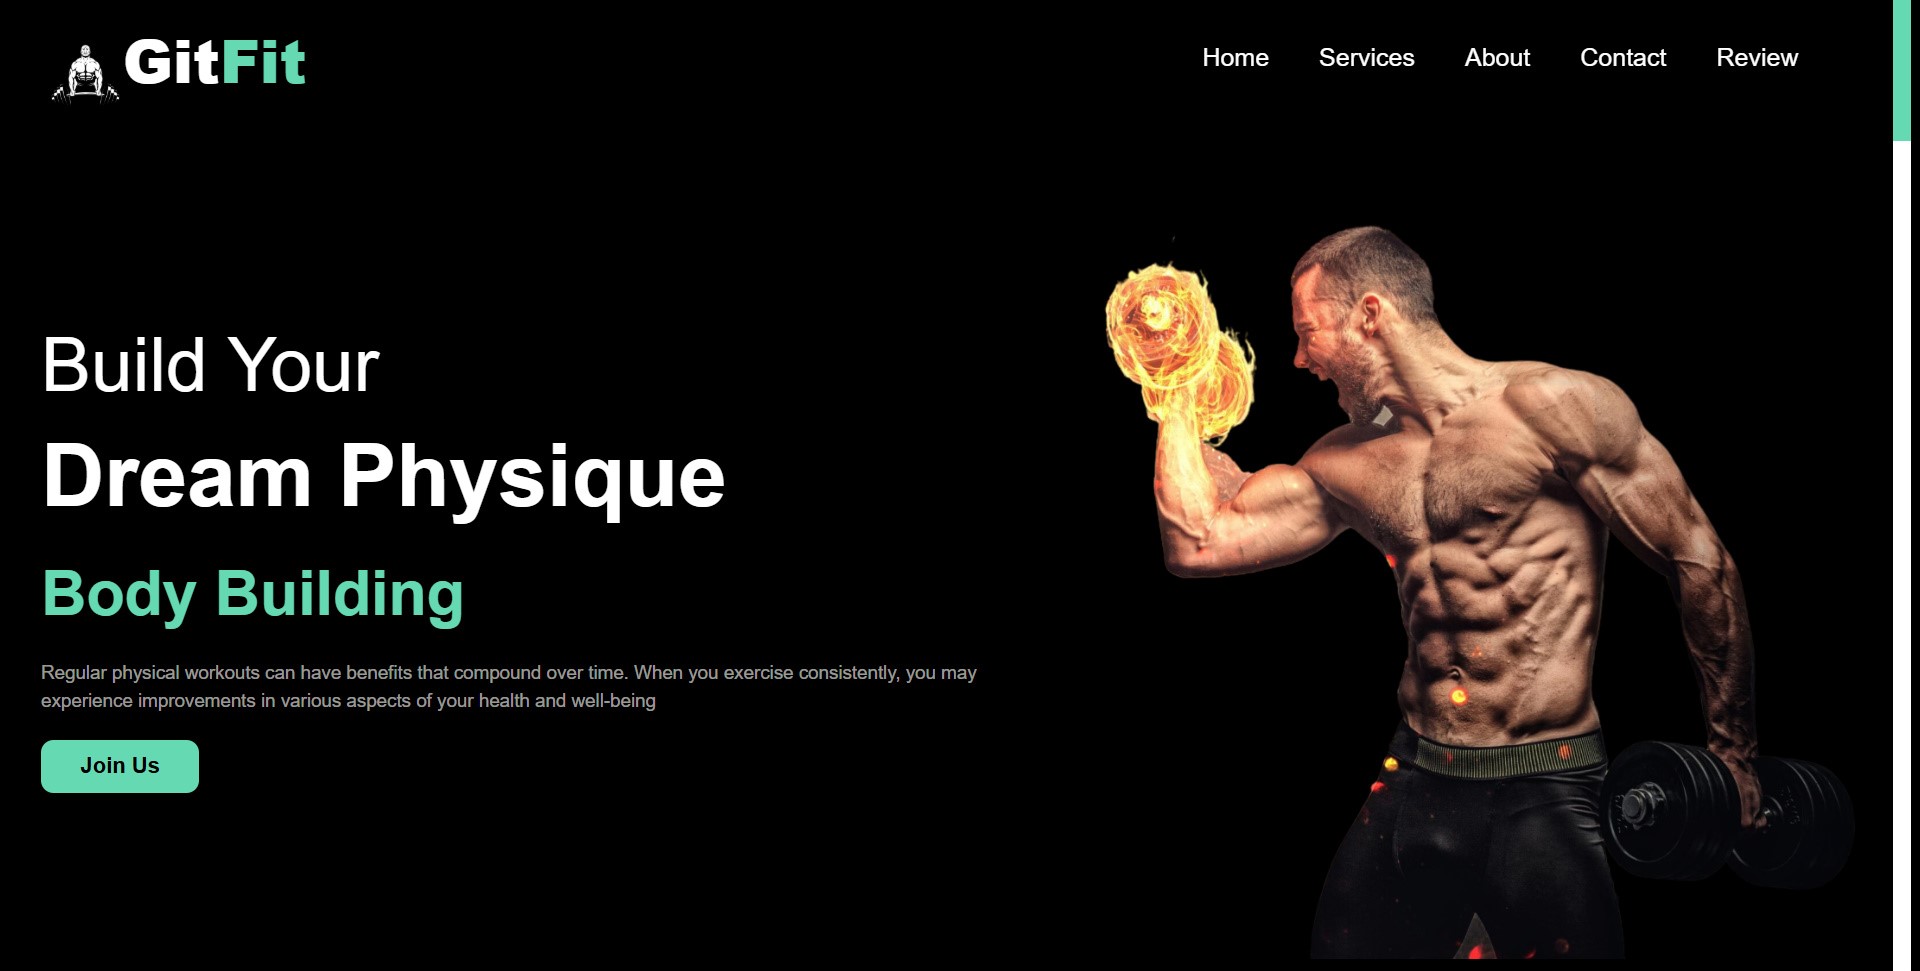 GitFit
Home Services About Contact Review
Build Your
Dream Physique
Body Building
Regular physical workouts can have benefits that compound over time. When you exercise consistently, you may
experience improvements in various aspects of your health and well-being
Join Us